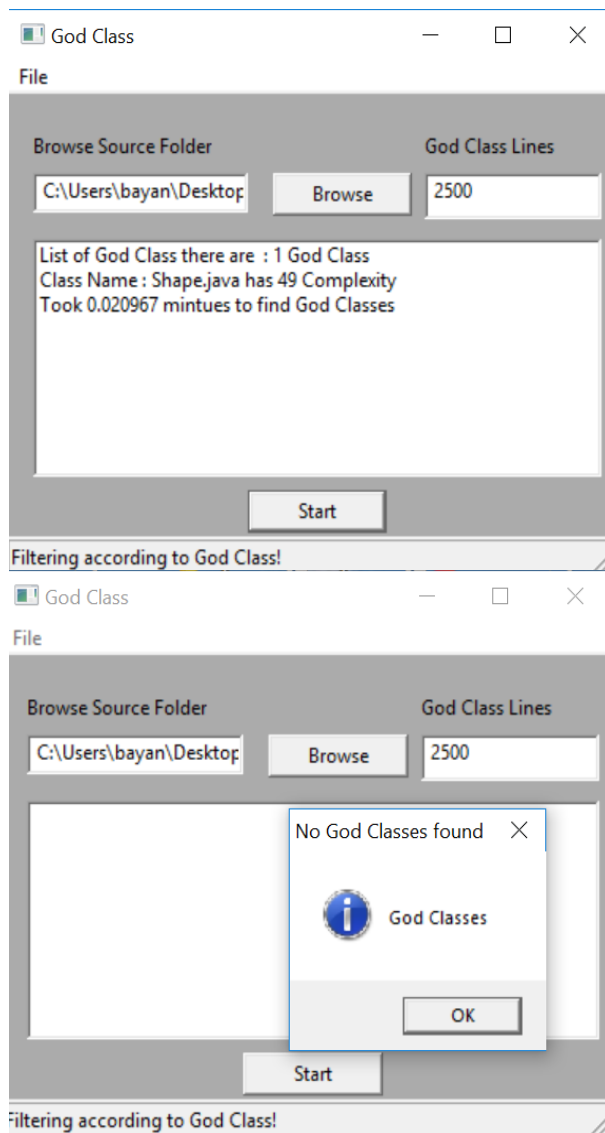 God Class
File
Browse Source Folder God Class Lines
C:\Users\bayan\Desktop Browse 2500
List of God Class there are : 1 God Class
Class Name : Shape.java has 49 Complexity
Took 0.020967 mintues to find God Classes
Start
Filtering according to God Class!
God Class
File
Browse Source Folder God Class Lines
C:\Users\bayan\Desktop Browse 2500
No God Classes found
God Classes
OK
Start
Filtering according to God Class!